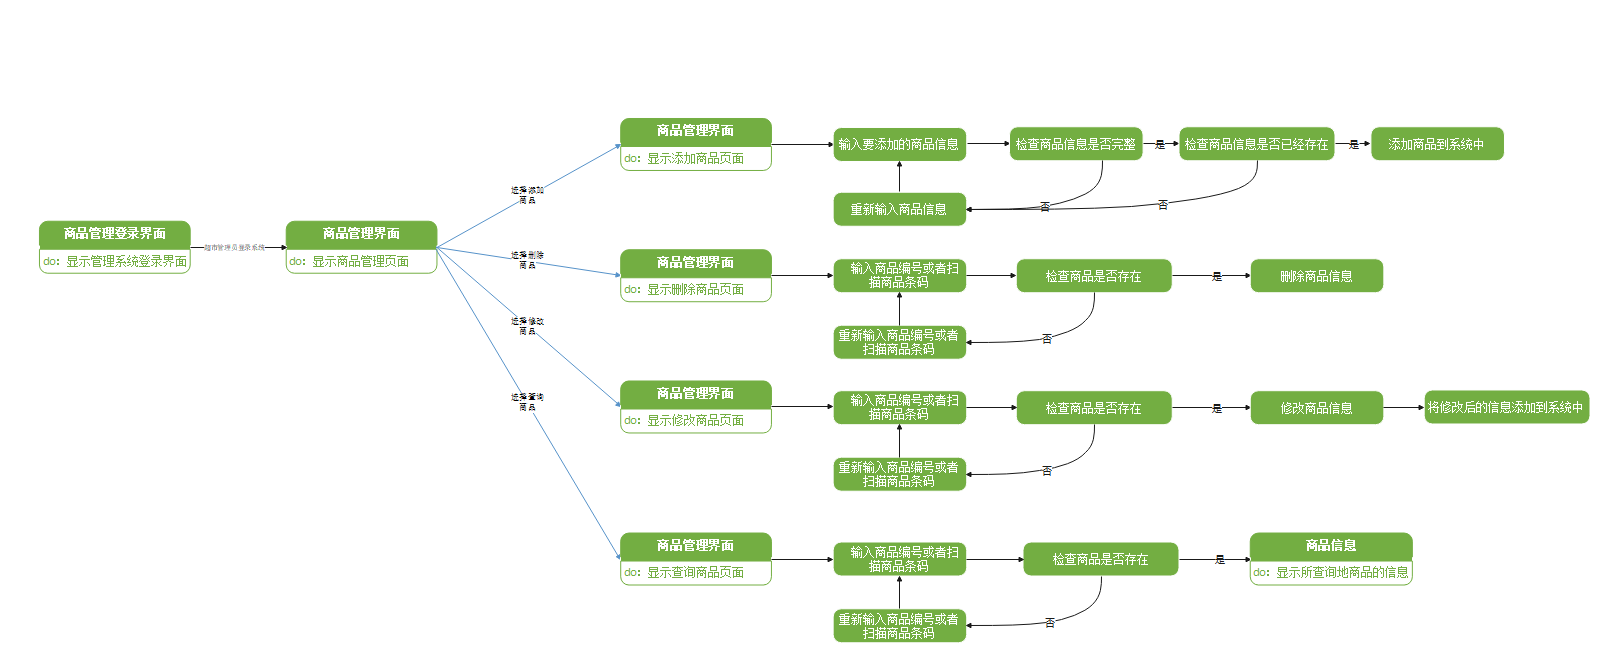 商品管理登录界面
do: 显示管理系统登录界面
超市管理员登录系统
商品管理界面
do: 显示商品管理页面
选择添加
商品
选择删除
商品
选择修改
商品
选择查询
商品
商品管理界面
do: 显示添加商品页面
输入要添加的商品信息
检查商品信息是否完整
是
检查商品信息是否已经存在
是
添加商品到系统中
重新输入商品信息
否
否
商品管理界面
do: 显示删除商品页面
输入商品编号或者扫
描商品条码
检查商品是否存在
是
删除商品信息
重新输入商品编号或者
扫描商品条码
否
商品管理界面
do: 显示修改商品页面
输入商品编号或者扫
描商品条码
检查商品是否存在
是
修改商品信息
将修改后的信息添加到系统中
重新输入商品编号或者
扫描商品条码
否
商品管理界面
do: 显示查询商品页面
输入商品编号或者扫
描商品条码
检查商品是否存在
是
商品信息
do: 显示所查询地商品的信息
重新输入商品编号或者
扫描商品条码
否